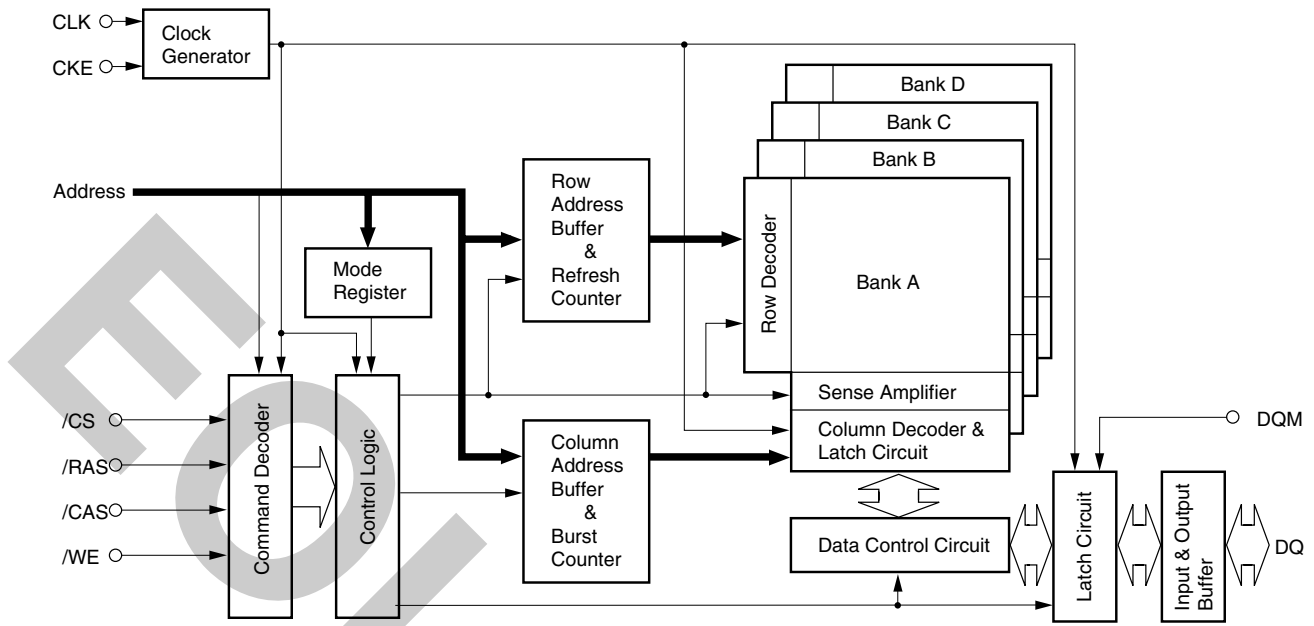 CLK
CKE
Clock
Generator
Bank D
Bank C
Bank B
Bank A
Address
Row
Address
Buffer
&
Refresh
Counter
Row Decoder
Mode
Register
Sense Amplifier
Column Decoder &
Latch Circuit
/CS
/RAS
/CAS
/WE
Command Decoder
Control Logic
Column
Address
Buffer
&
Burst
Counter
DQM
Data Control Circuit
Latch Circuit
Input & Output
Buffer
DQ
EO